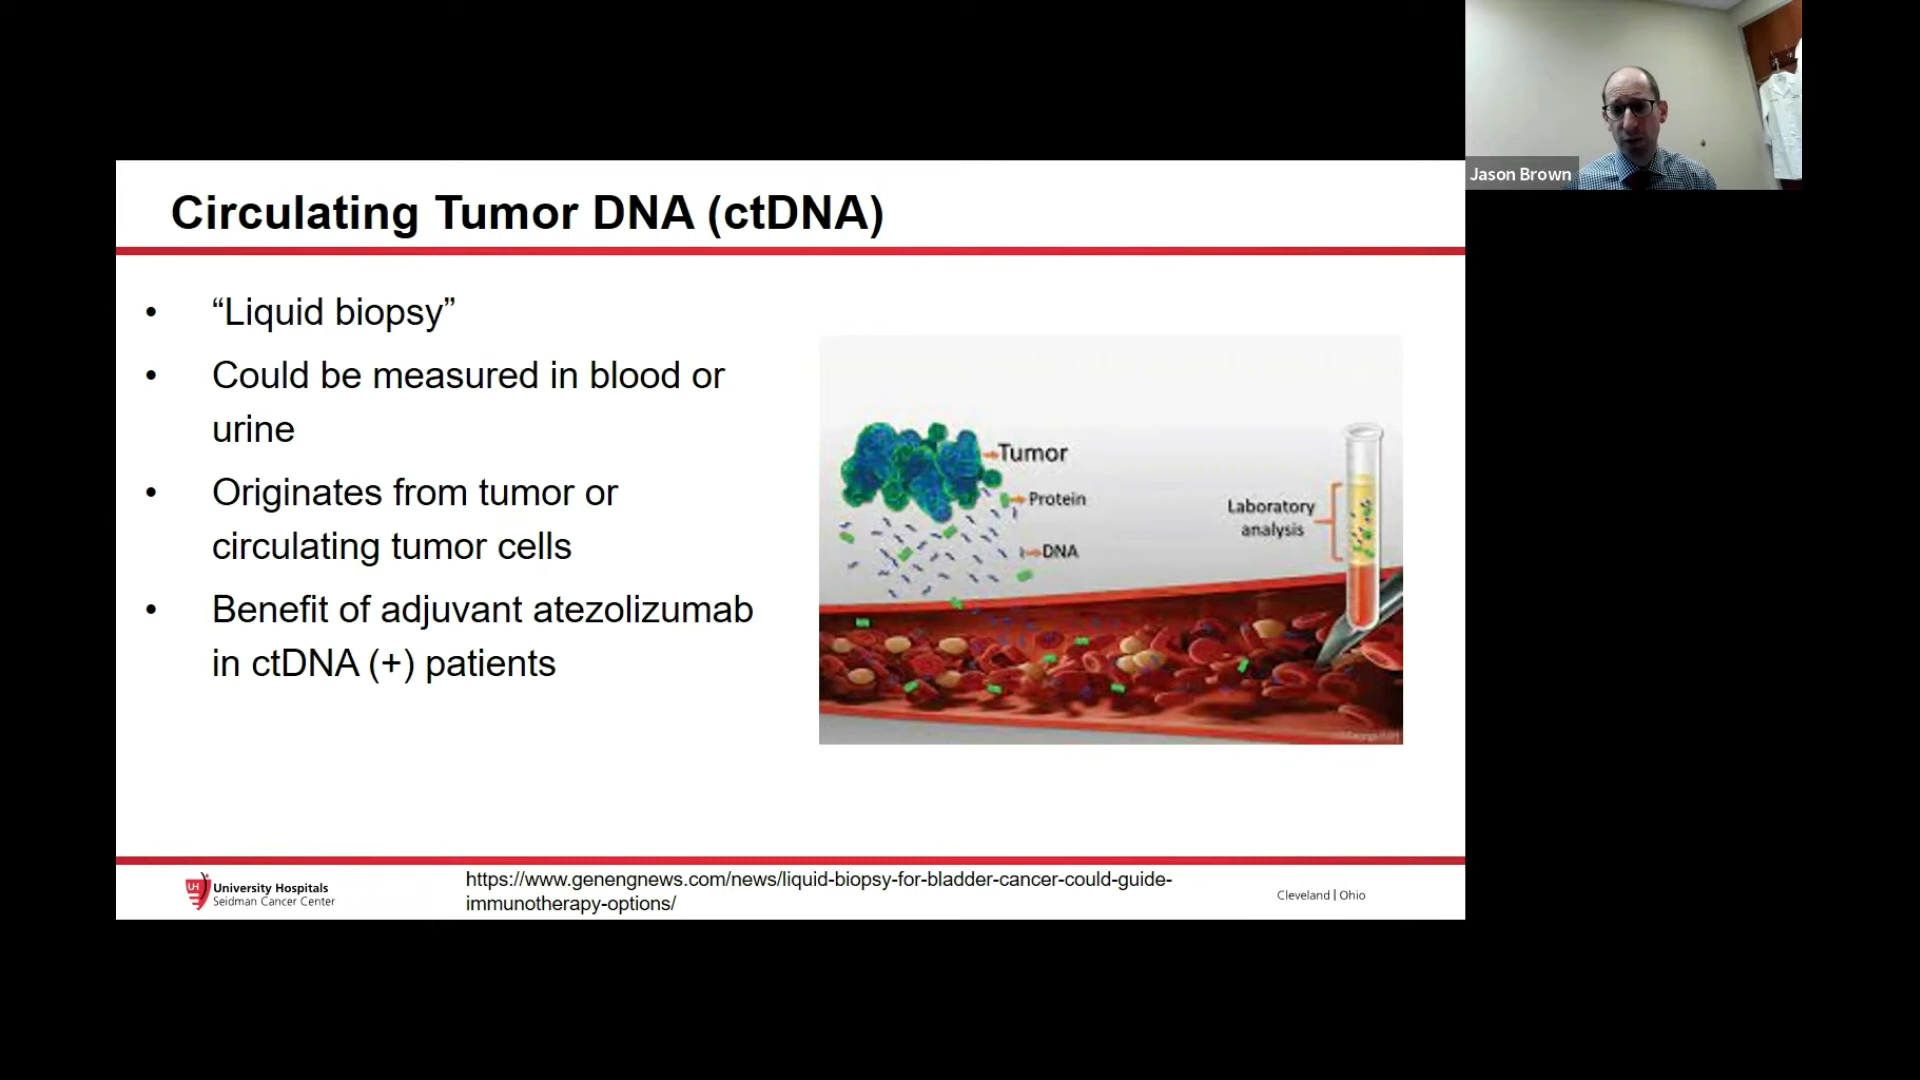 Jason Brown
Circulating Tumor DNA (ctDNA)
• “Liquid biopsy”
• Could be measured in blood or
urine
• Originates from tumor or
circulating tumor cells
• Benefit of adjuvant atezolizumab
in ctDNA (+) patients
Tumor
Protein
DNA
Laboratory
analysis
UH
University Hospitals
Seidman Cancer Center
https://www.genengnews.com/news/liquid-biopsy-for-bladder-cancer-could-guide-
immunotherapy-options/
Cleveland | Ohio